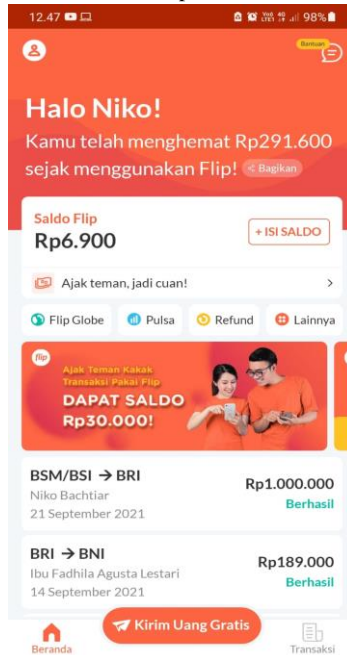 12.47
98%
Bantuan
Halo Niko!
Kamu telah menghemat Rp291.600
sejak menggunakan Flip! Bagikan
Saldo Flip
Rp6.900
+ ISI SALDO
Ajak teman, jadi cuan!
Flip Globe Pulsa Refund Lainnya
flip
Ajak Teman Kakak
Transaksi Pakai Flip
DAPAT SALDO
Rp30.000!
BSM/BSI → BRI
Rp1.000.000
Niko Bachtiar
Berhasil
21 September 2021
BRI → BNI
Rp189.000
Ibu Fadhila Agusta Lestari
Berhasil
14 September 2021
Kirim Uang Gratis
Beranda
Transaksi